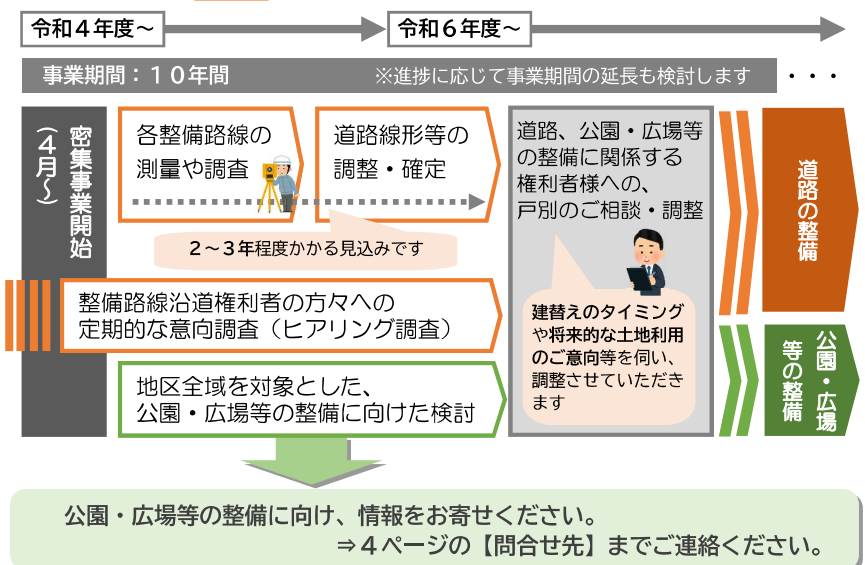 令和４年度～
令和６年度～
事業期間：１０年間
※進捗に応じて事業期間の延長も検討します
・・・
密集事業開始
（４月～）
各整備路線の
測量や調査
道路線形等の
調整・確定
２～３年程度かかる見込みです
整備路線沿道権利者の方々への
定期的な意向調査（ヒアリング調査）
地区全域を対象とした、
公園・広場等の整備に向けた検討
道路、公園・広場等
の整備に関係する
権利者様への、
戸別のご相談・調整
建替えのタイミング
や将来的な土地利用
のご意向等を伺い、
調整させていただき
ます
道路の整備
公園・広場
等の整備
公園・広場等の整備に向け、情報をお寄せください。
⇒４ページの【問合せ先】までご連絡ください。